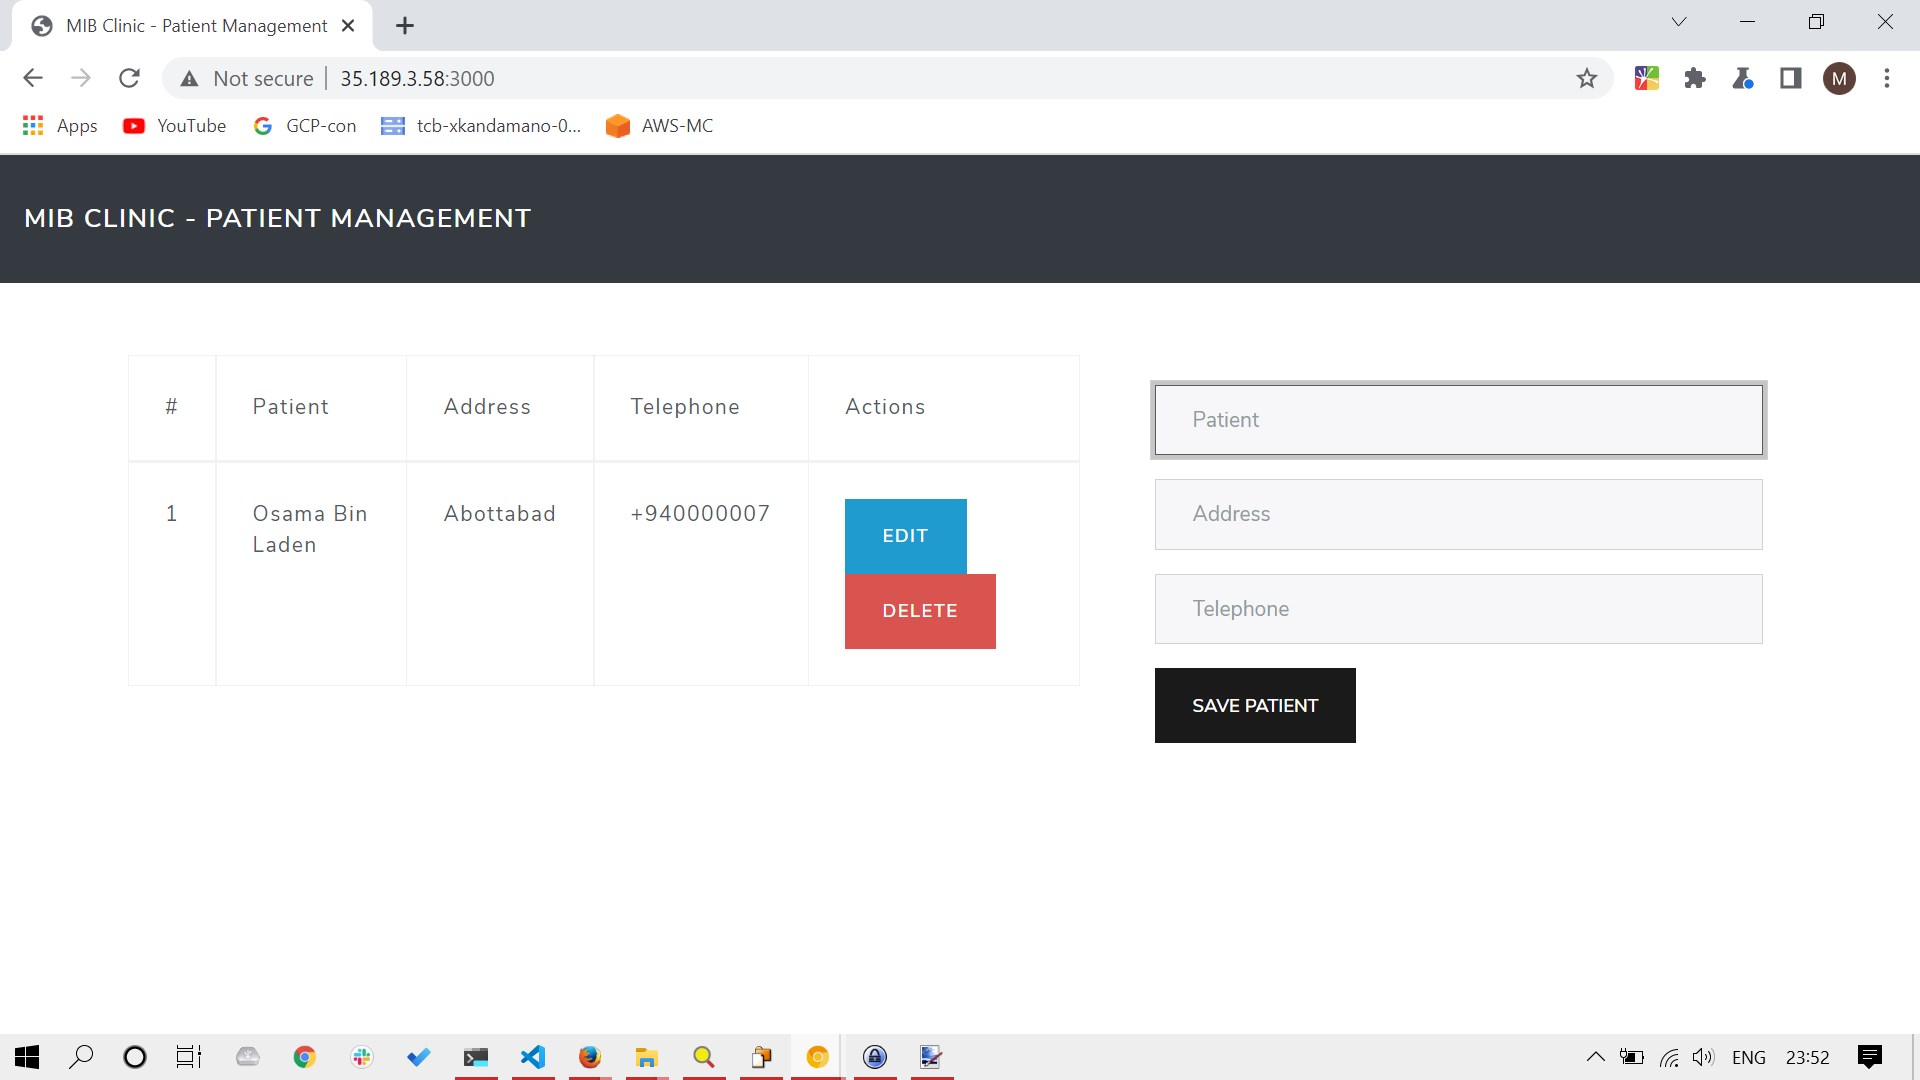 MIB Clinic - Patient Management
Not secure 35.189.3.58:3000
M
Apps YouTube GCP-con tcb-xkandamano-0... AWS-MC
MIB CLINIC - PATIENT MANAGEMENT
# Patient Address Telephone Actions
1 Osama Bin Laden Abottabad +940000007 EDIT
DELETE
Patient
Address
Telephone
SAVE PATIENT
ENG 23:52